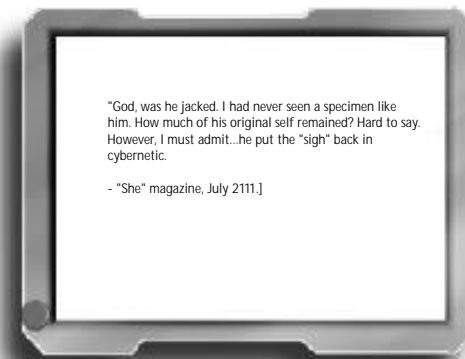 "God, was he jacked. I had never seen a specimen like
him. How much of his original self remained? Hard to say.
However, I must admit...he put the "sigh" back in
cybernetic.
- "She" magazine, July 2111.]